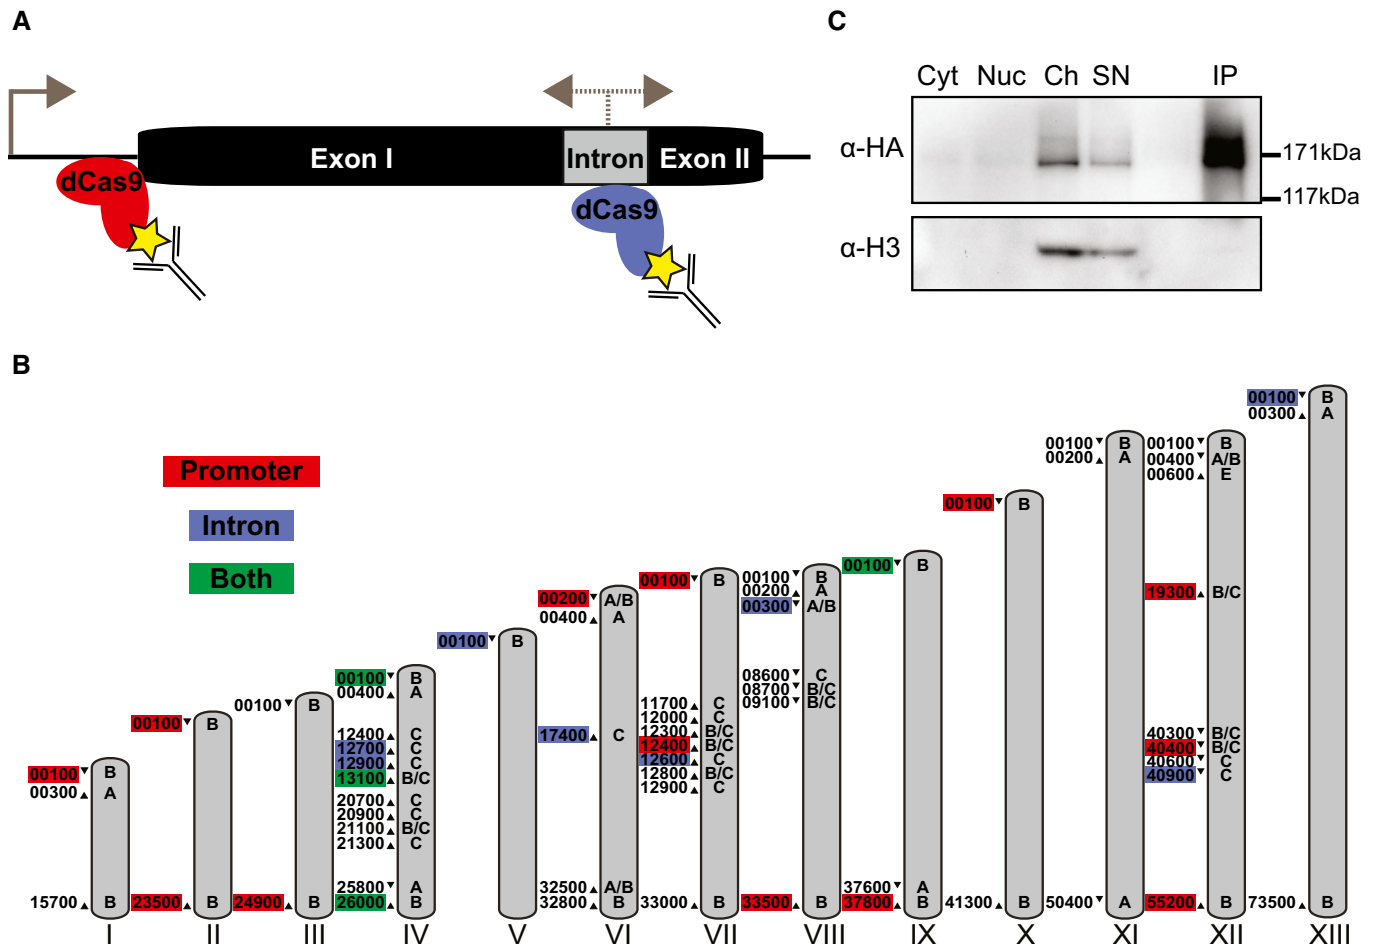 A
Exon I
Intron
Exon II
dCas9
dCas9
C
Cyt Nuc Ch SN IP
α-HA
171kDa
117kDa
α-H3
B
Promoter
Intron
Both
00100 B
00300 A
15700 B
I
00100 B
23500 B
II
00100 B
24900 B
III
00100 B
00400 A
12400 C
12700 C
12900 C
13100 B/C
20700 C
20900 C
21100 B/C
21300 C
25800 A
26000 B
IV
00100 B
V
00200 A/B
00400 A
17400 C
32500 A/B
32800 B
VI
00100 B
11700 C
12000 C
12300 B/C
12400 B/C
12600 C
12800 B/C
12900 C
33000 B
VII
00100 B
00200 A
00300 A/B
08600 C
08700 B/C
09100 B/C
33500 B
VIII
00100 B
37600 A
37800 B
IX
00100 B
41300 B
X
00100 B
00200 A
50400 A
XI
00100 B
00400 A/B
00600 E
19300 B/C
40300 B/C
40400 B/C
40600 C
40900 C
55200 B
XII
00100 B
00300 A
73500 B
XIII